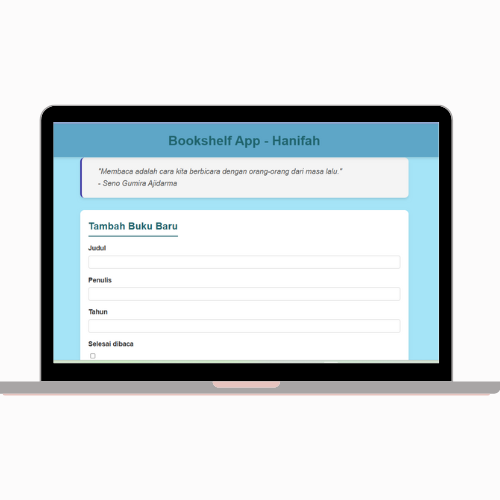 Bookshelf App - Hanifah
"Membaca adalah cara kita berbicara dengan orang-orang dari masa lalu."
- Seno Gumira Ajidarma
Tambah Buku Baru
Judul
Penulis
Tahun
Selesai dibaca